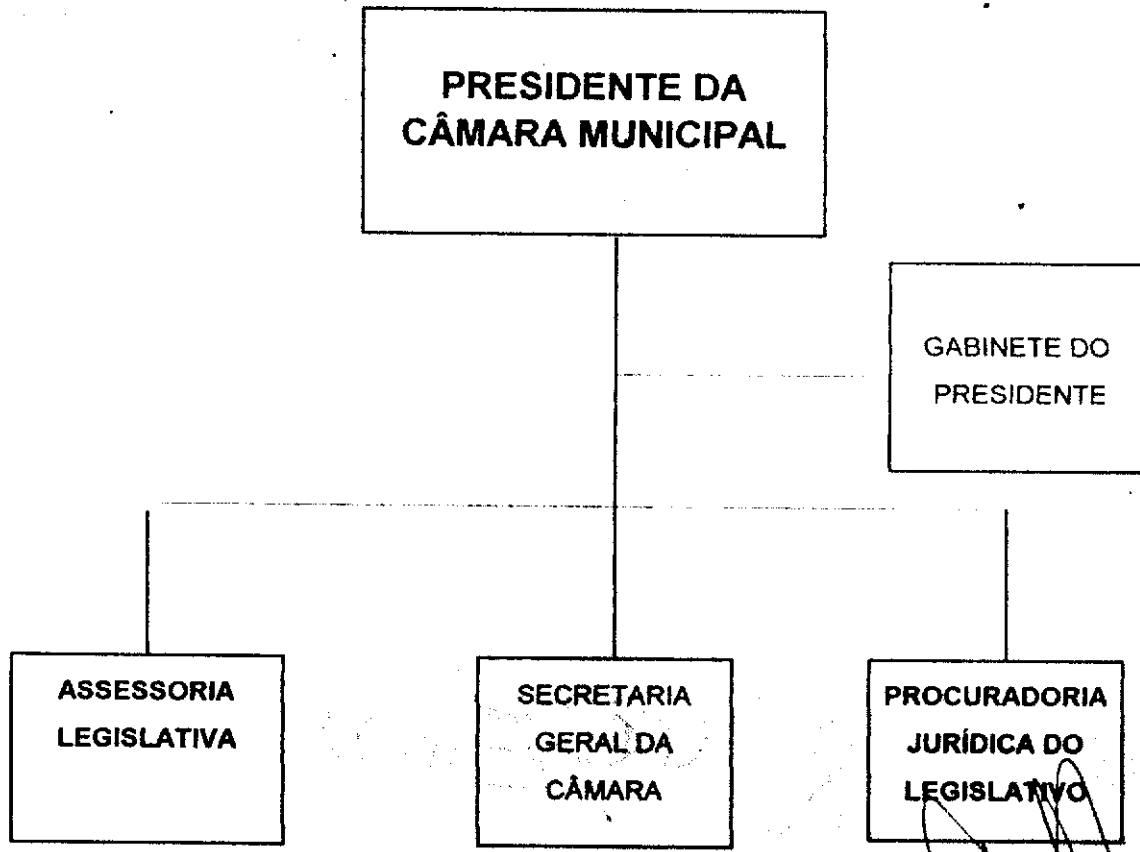 PRESIDENTE DA
CÂMARA MUNICIPAL
GABINETE DO
PRESIDENTE
ASSESSORIA
LEGISLATIVA
SECRETARIA
GERAL DA
CÂMARA
PROCURADORIA
JURÍDICA DO
LEGISLATIVO